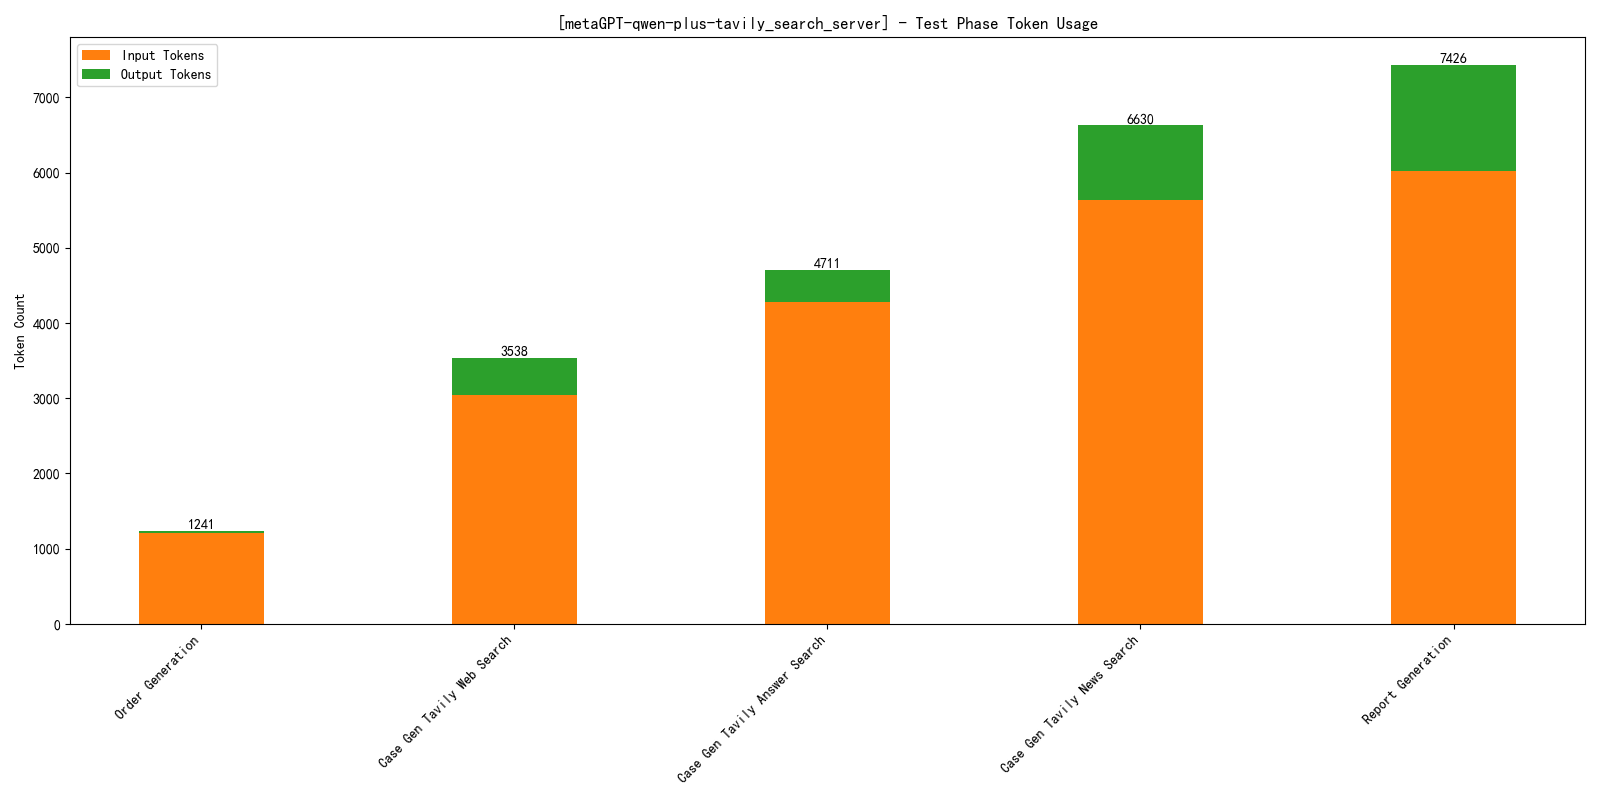 [metaGPT-qwen-plus-tavily_search_server] - Test Phase Token Usage
Input Tokens
Output Tokens
Token Count
7000
6000
5000
4000
3000
2000
1000
0
1241
3538
4711
6630
7426
Order Generation
Case Gen Tavily Web Search
Case Gen Tavily Answer Search
Case Gen Tavily News Search
Report Generation